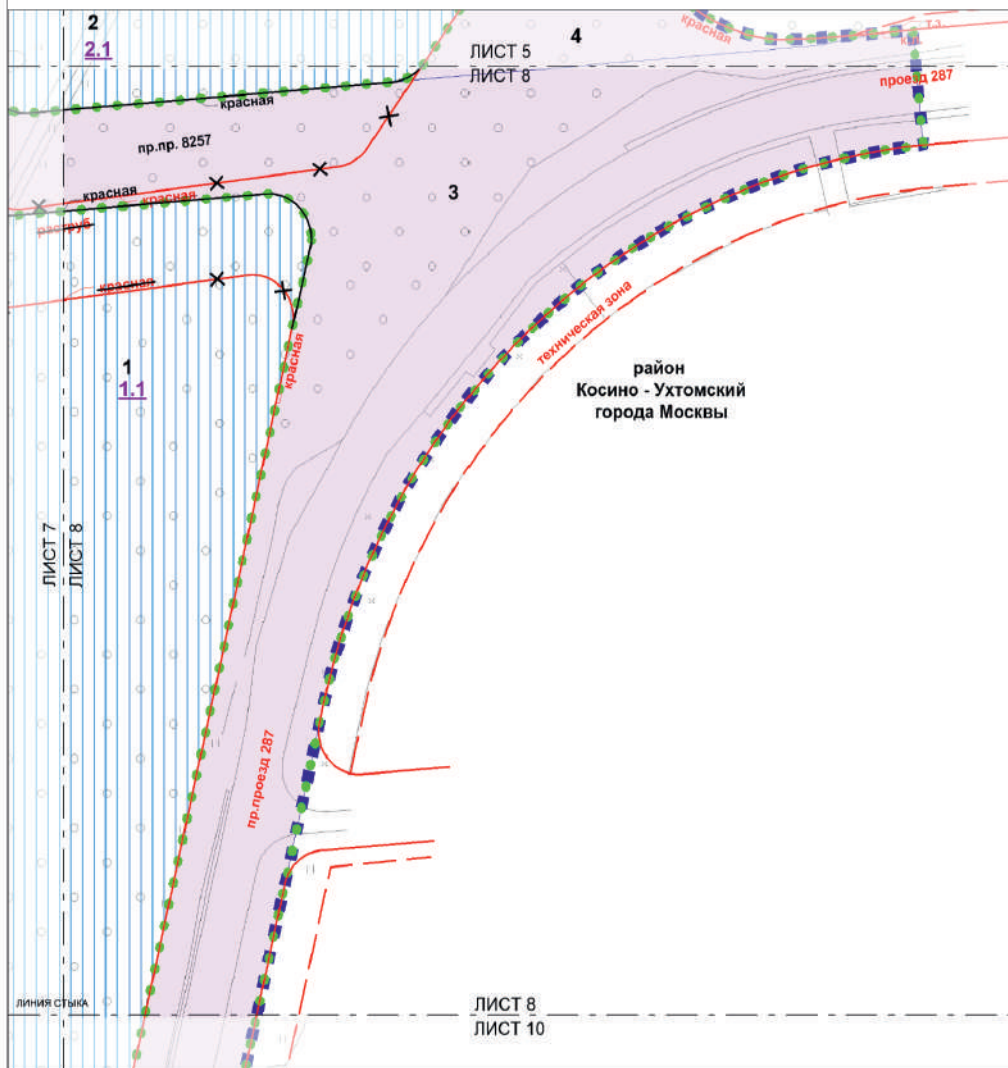 2
2.1
красная
4
т.з.
кр.
ЛИСТ 5
ЛИСТ 8
проезд 287
красная
пр.пр. 8257
красная
красная
3
раструб
красная
красная
техническая зона
1
1.1
район
Косино - Ухтомский
города Москвы
ЛИСТ 7
ЛИСТ 8
пр.проезд 287
ЛИНИЯ СТЫКА
ЛИСТ 8
ЛИСТ 10